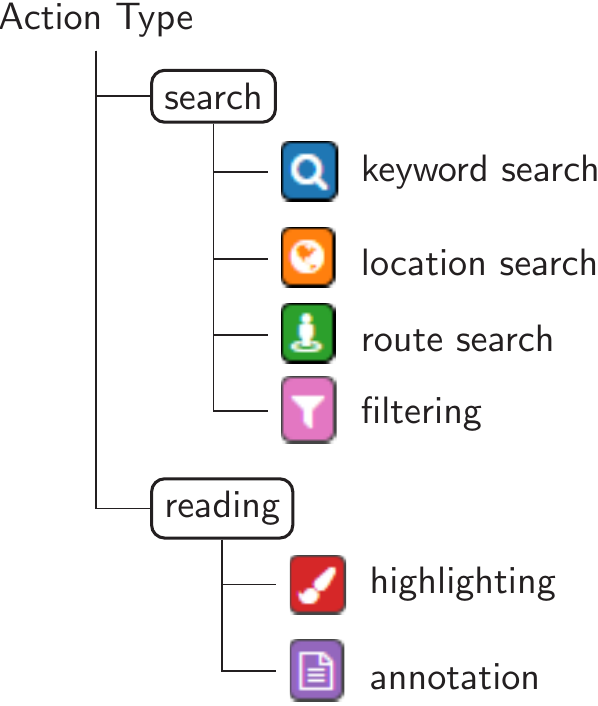 Action Type
search
keyword search
location search
route search
filtering
reading
highlighting
annotation